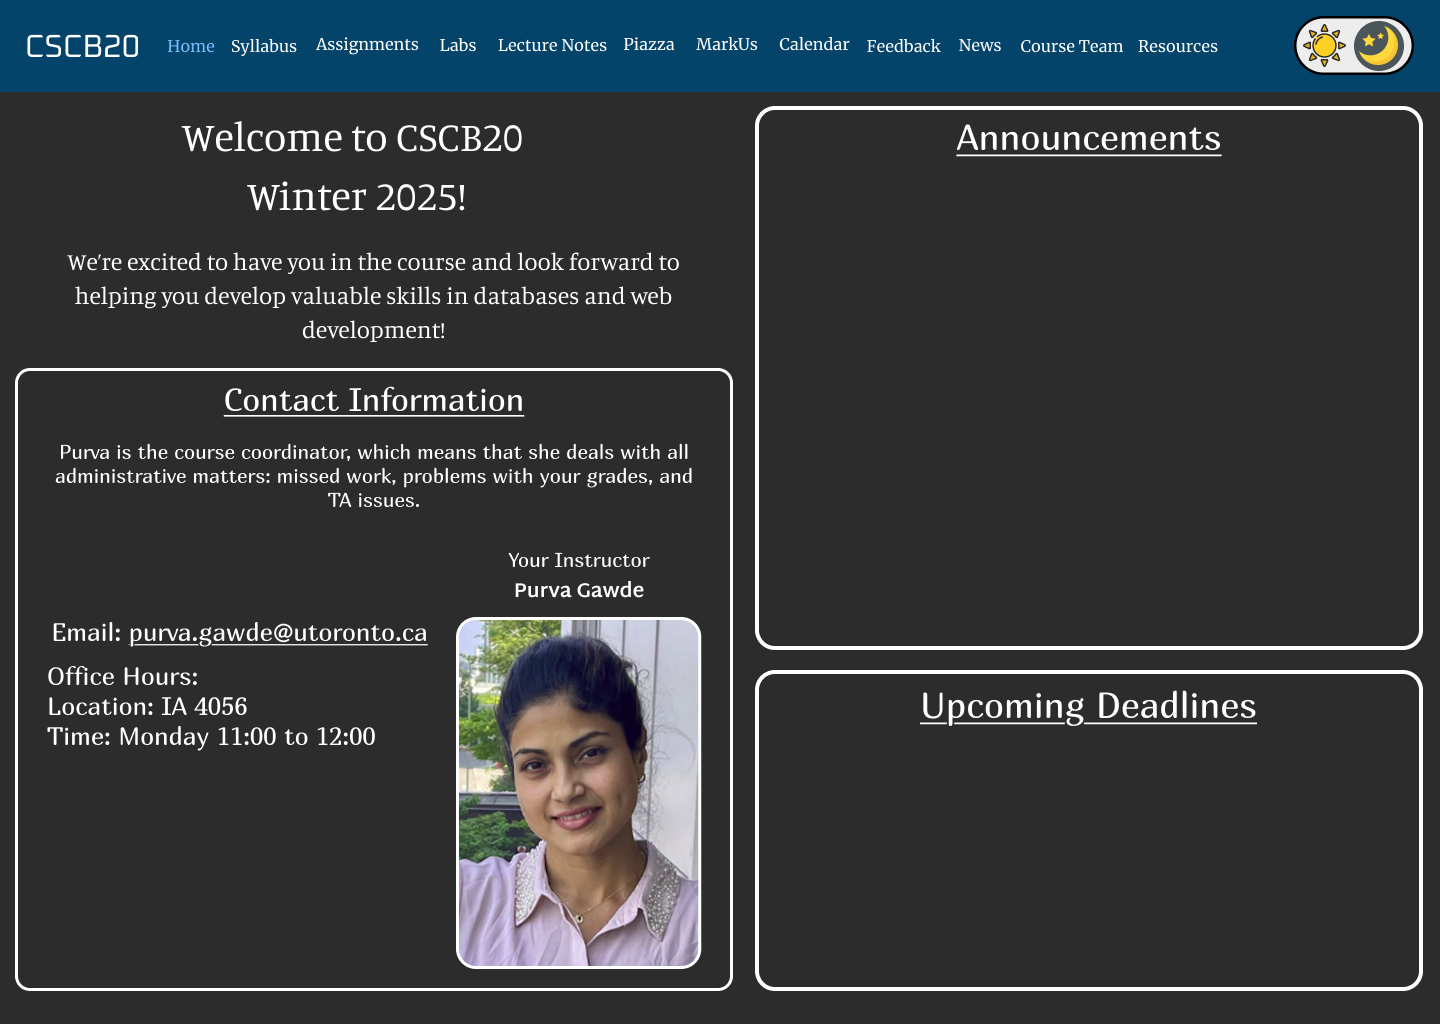 CSCB20 Home Syllabus Assignments Labs Lecture Notes Piazza MarkUs Calendar Feedback News Course Team Resources
Welcome to CSCB20
Winter 2025!
We're excited to have you in the course and look forward to
helping you develop valuable skills in databases and web
development!
Contact Information
Purva is the course coordinator, which means that she deals with all
administrative matters: missed work, problems with your grades, and
TA issues.
Your Instructor
Purva Gawde
Email: purva.gawde@utoronto.ca
Office Hours:
Location: IA 4056
Time: Monday 11:00 to 12:00
Announcements
Upcoming Deadlines